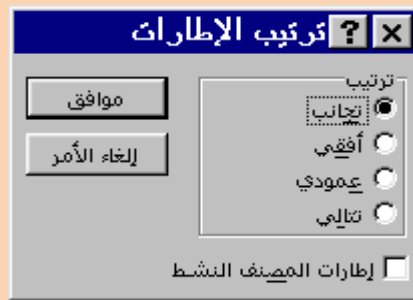 ترتيب الإطارات
ترتيب
تجانب
أفقي
عمودي
تتالي
إطارات المصنف النشط
موافق
إلغاء الأمر